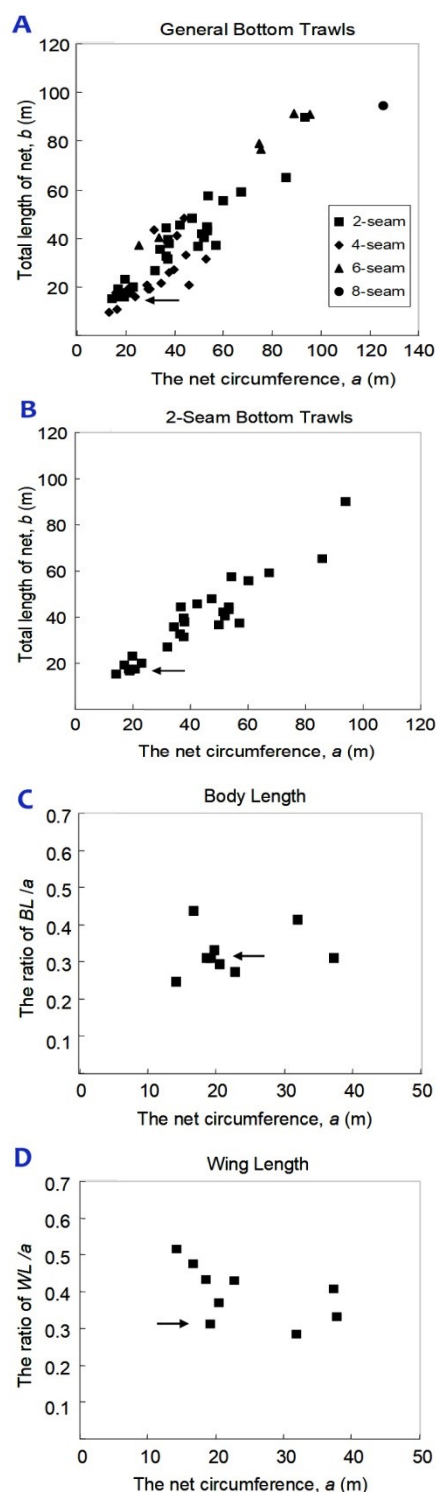 A
General Bottom Trawls
Total length of net, b (m)
120
100
80
60
40
20
0 20 40 60 80 100 120 140
2-seam
4-seam
6-seam
8-seam
The net circumference, a (m)
B
2-Seam Bottom Trawls
Total length of net, b (m)
120
100
80
60
40
20
0 20 40 60 80 100 120
The net circumference, a (m)
C
Body Length
The ratio of BL/a
0.7
0.6
0.5
0.4
0.3
0.2
0.1
0 10 20 30 40 50
The net circumference, a (m)
D
Wing Length
The ratio of WL/a
0.7
0.6
0.5
0.4
0.3
0.2
0.1
0 10 20 30 40 50
The net circumference, a (m)